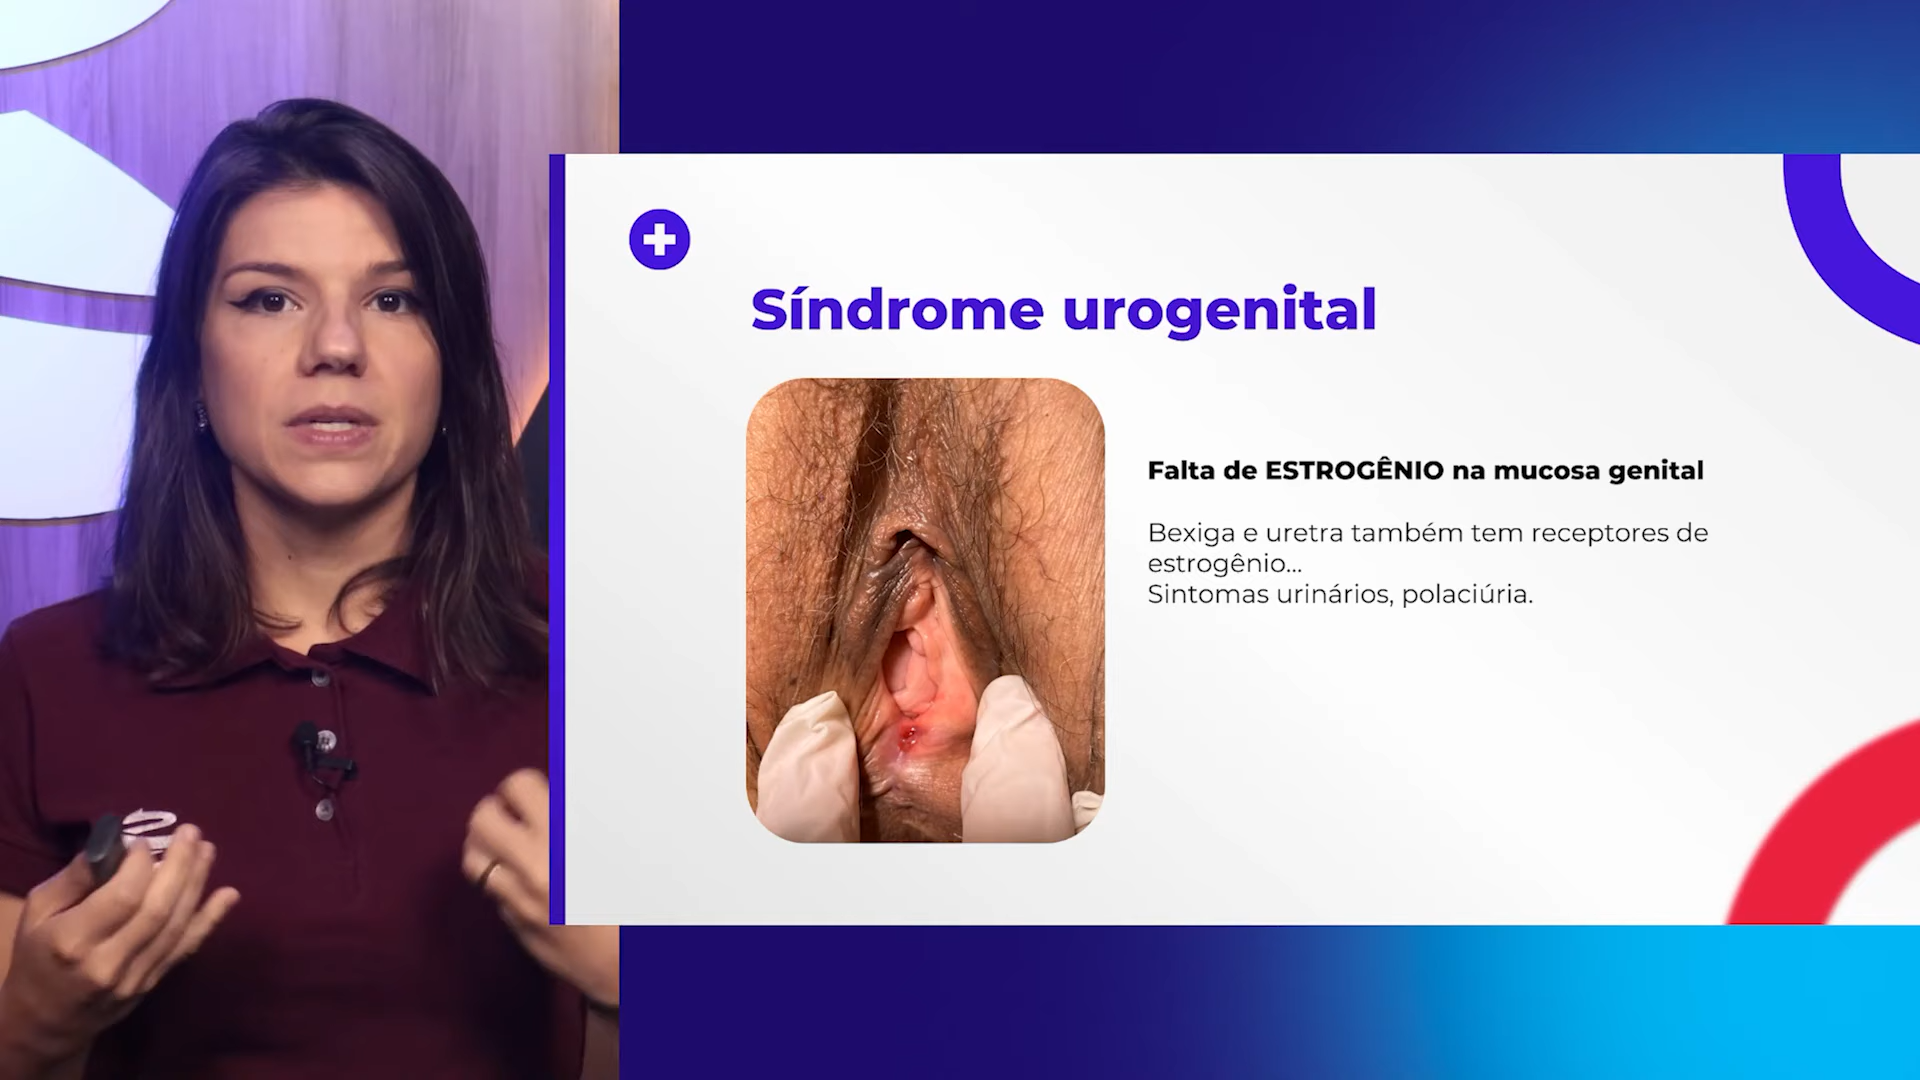 Síndrome urogenital
Falta de ESTROGÊNIO na mucosa genital
Bexiga e uretra também tem receptores de
estrogênio...
Sintomas urinários, polaciúria.